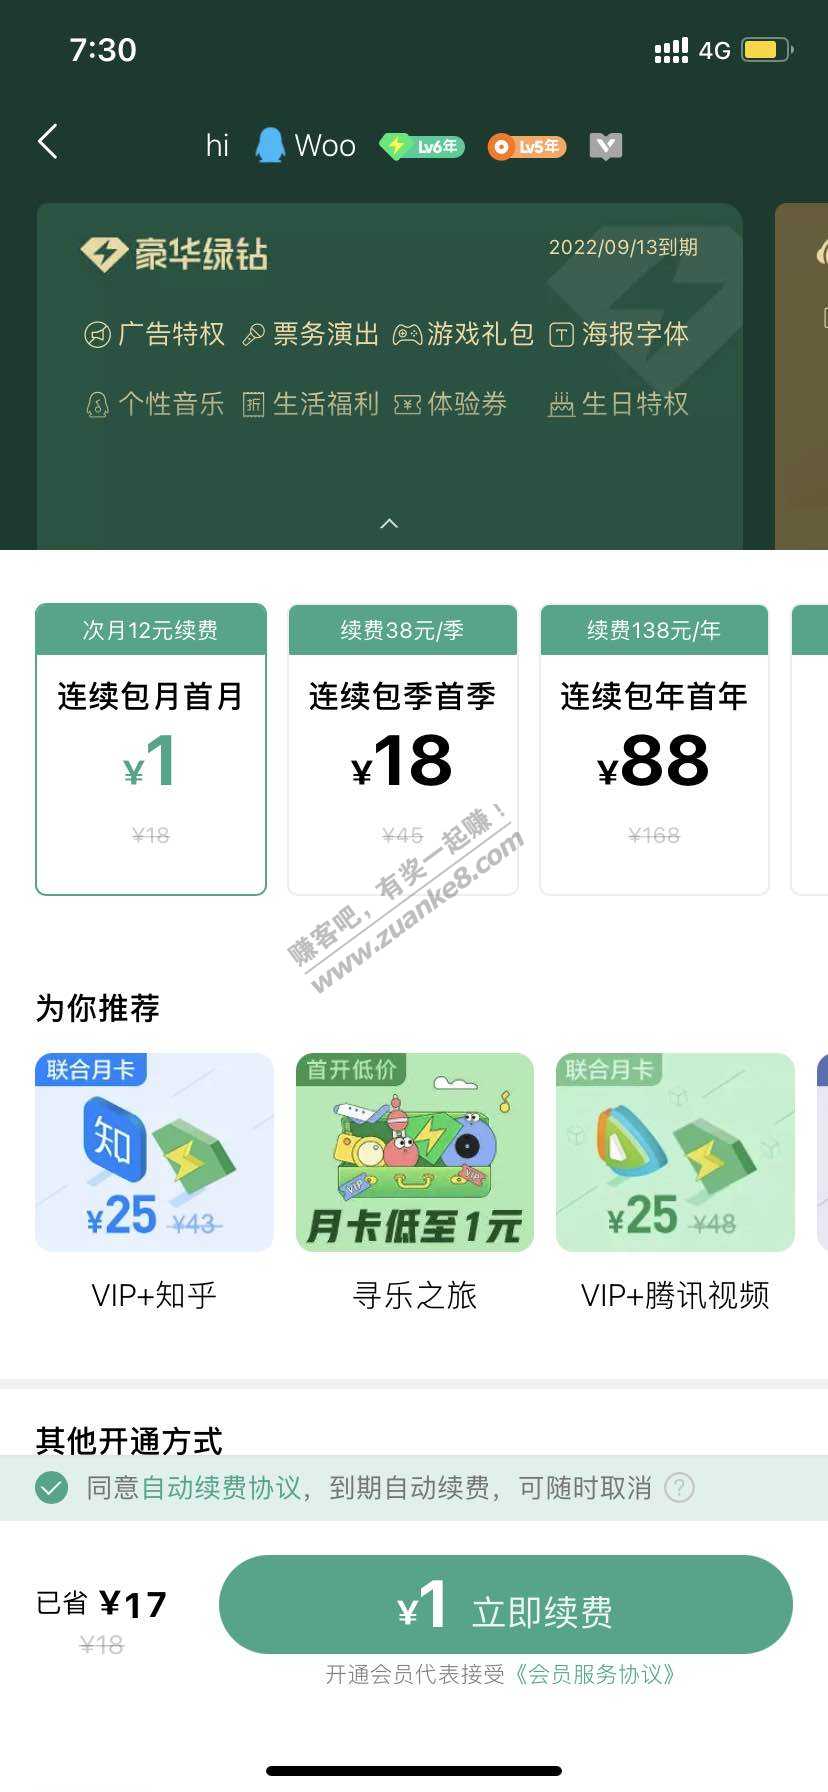 7:30 4G
hi Woo Lv6年 Lv5年
豪华绿钻 2022/09/13到期
广告特权 票务演出 游戏礼包 T 海报字体
个性音乐 折 生活福利 ¥ 体验券 生日特权
次月12元续费 续费38元/季 续费138元/年
连续包月首月 连续包季首季 连续包年首年
¥1 ¥18 ¥88
¥18 ¥45 ¥168
赚客吧，有奖一起赚！
www.zuanke8.com
为你推荐
联合月卡 首开低价 联合月卡
知
VIP VIP
¥25 ¥43 月卡低至1元 ¥25 ¥48
VIP+知乎 寻乐之旅 VIP+腾讯视频
其他开通方式
同意自动续费协议，到期自动续费，可随时取消 ?
已省 ¥17 ¥1 立即续费
¥18
开通会员代表接受《会员服务协议》